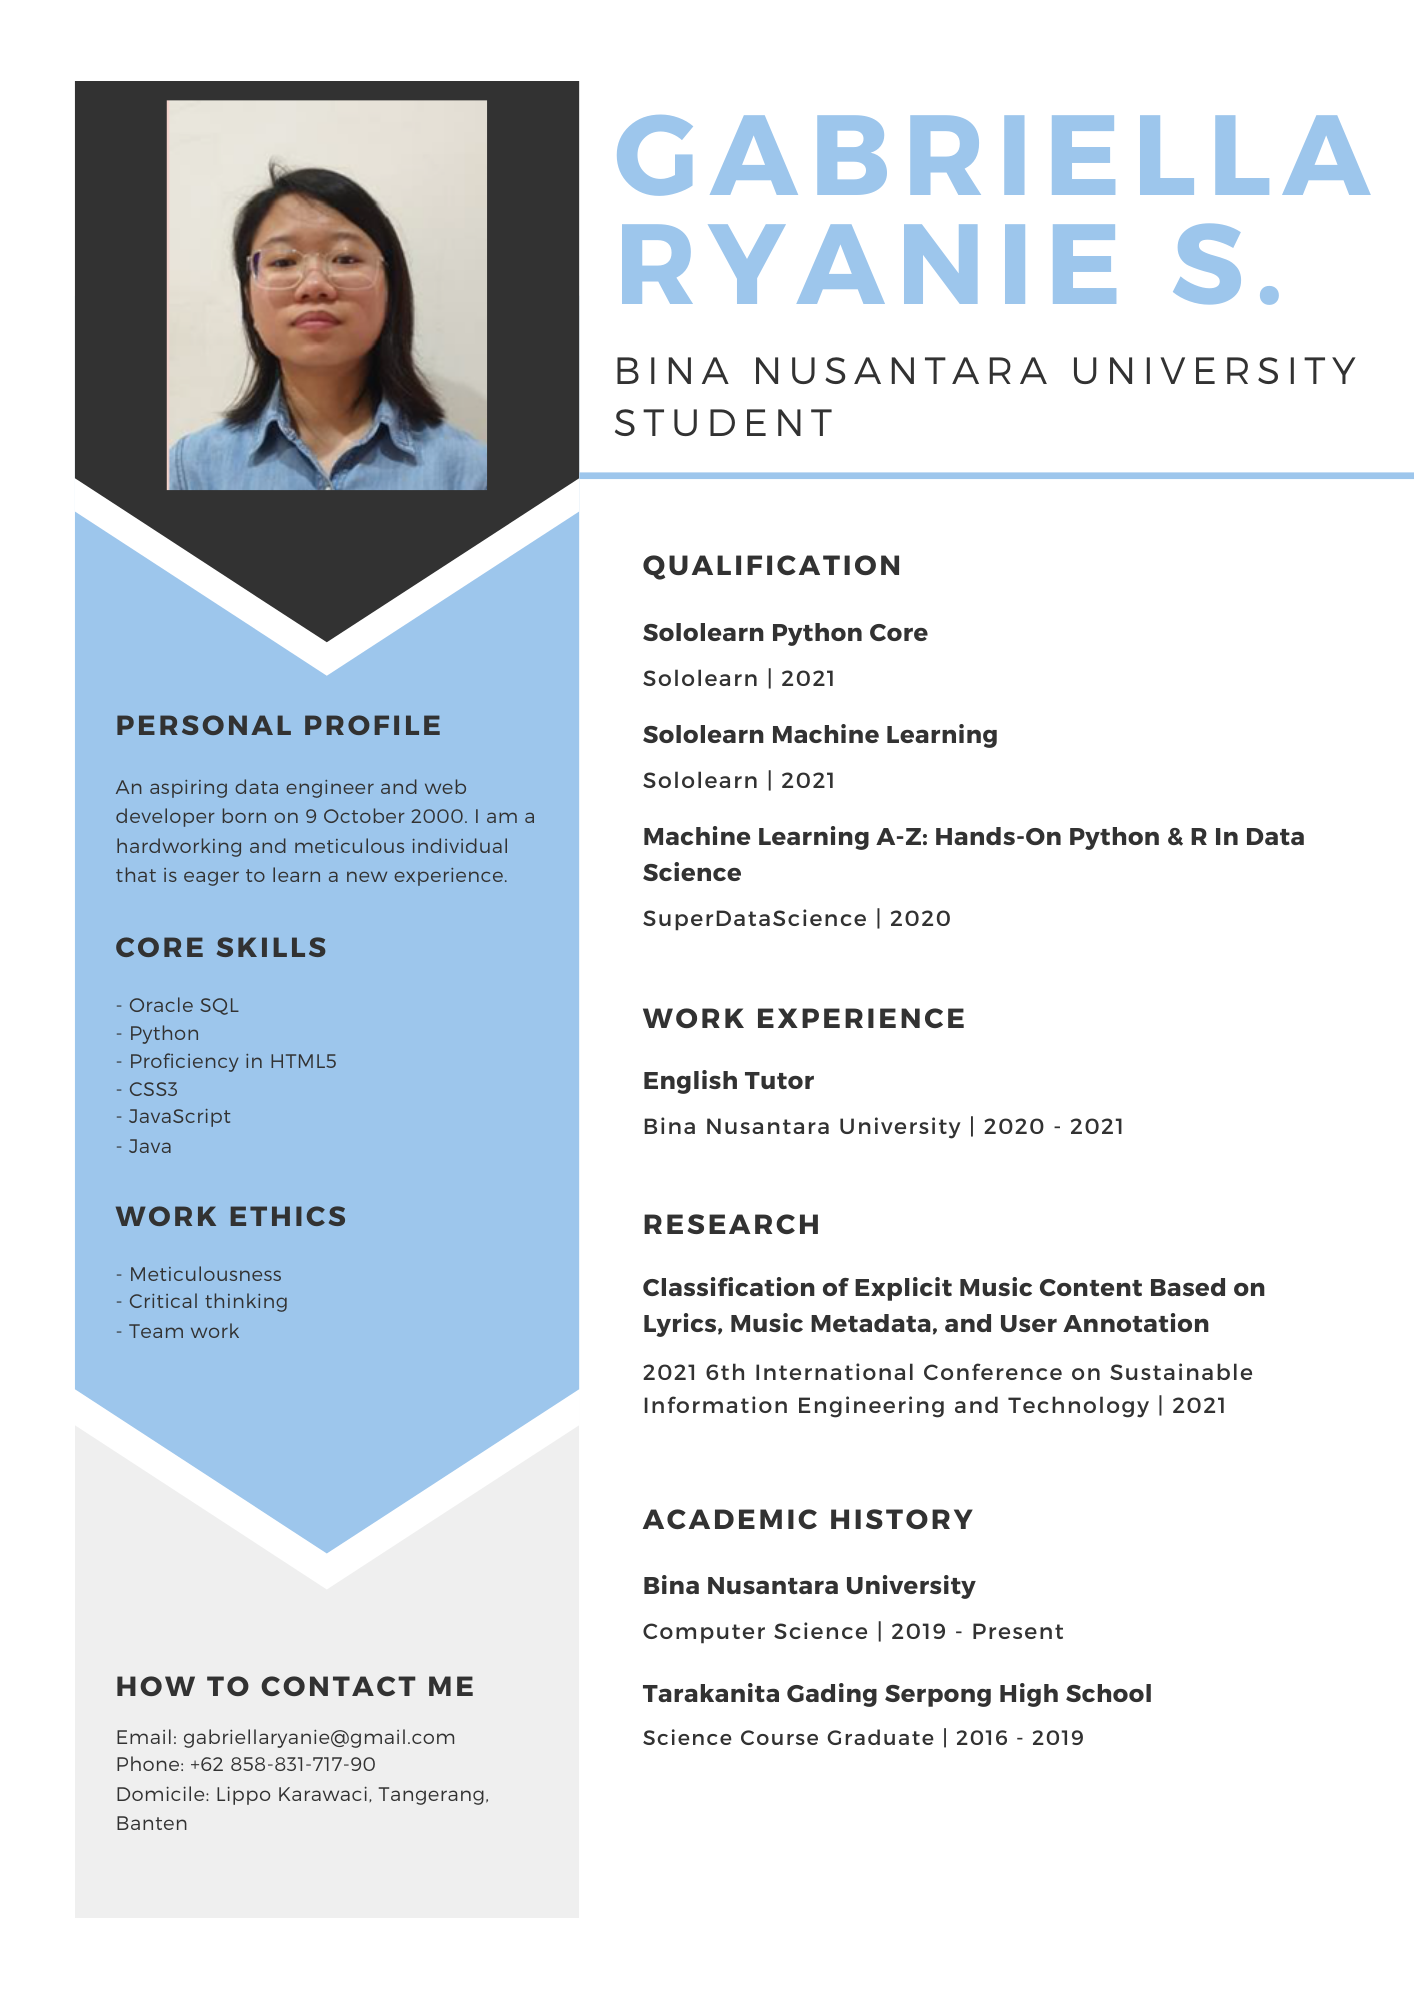 GABRIELLA
RYANIE S.
BINA NUSANTARA UNIVERSITY
STUDENT
PERSONAL PROFILE
An aspiring data engineer and web
developer born on 9 October 2000. I am a
hardworking and meticulous individual
that is eager to learn a new experience.
CORE SKILLS
- Oracle SQL
- Python
- Proficiency in HTML5
- CSS3
- JavaScript
- Java
WORK ETHICS
- Meticulousness
- Critical thinking
- Team work
HOW TO CONTACT ME
Email: gabriellaryanie@gmail.com
Phone: +62 858-831-717-90
Domicile: Lippo Karawaci, Tangerang,
Banten
QUALIFICATION
Sololearn Python Core
Sololearn | 2021
Sololearn Machine Learning
Sololearn | 2021
Machine Learning A-Z: Hands-On Python & R In Data
Science
SuperDataScience | 2020
WORK EXPERIENCE
English Tutor
Bina Nusantara University | 2020 - 2021
RESEARCH
Classification of Explicit Music Content Based on
Lyrics, Music Metadata, and User Annotation
2021 6th International Conference on Sustainable
Information Engineering and Technology | 2021
ACADEMIC HISTORY
Bina Nusantara University
Computer Science | 2019 - Present
Tarakanita Gading Serpong High School
Science Course Graduate | 2016 - 2019